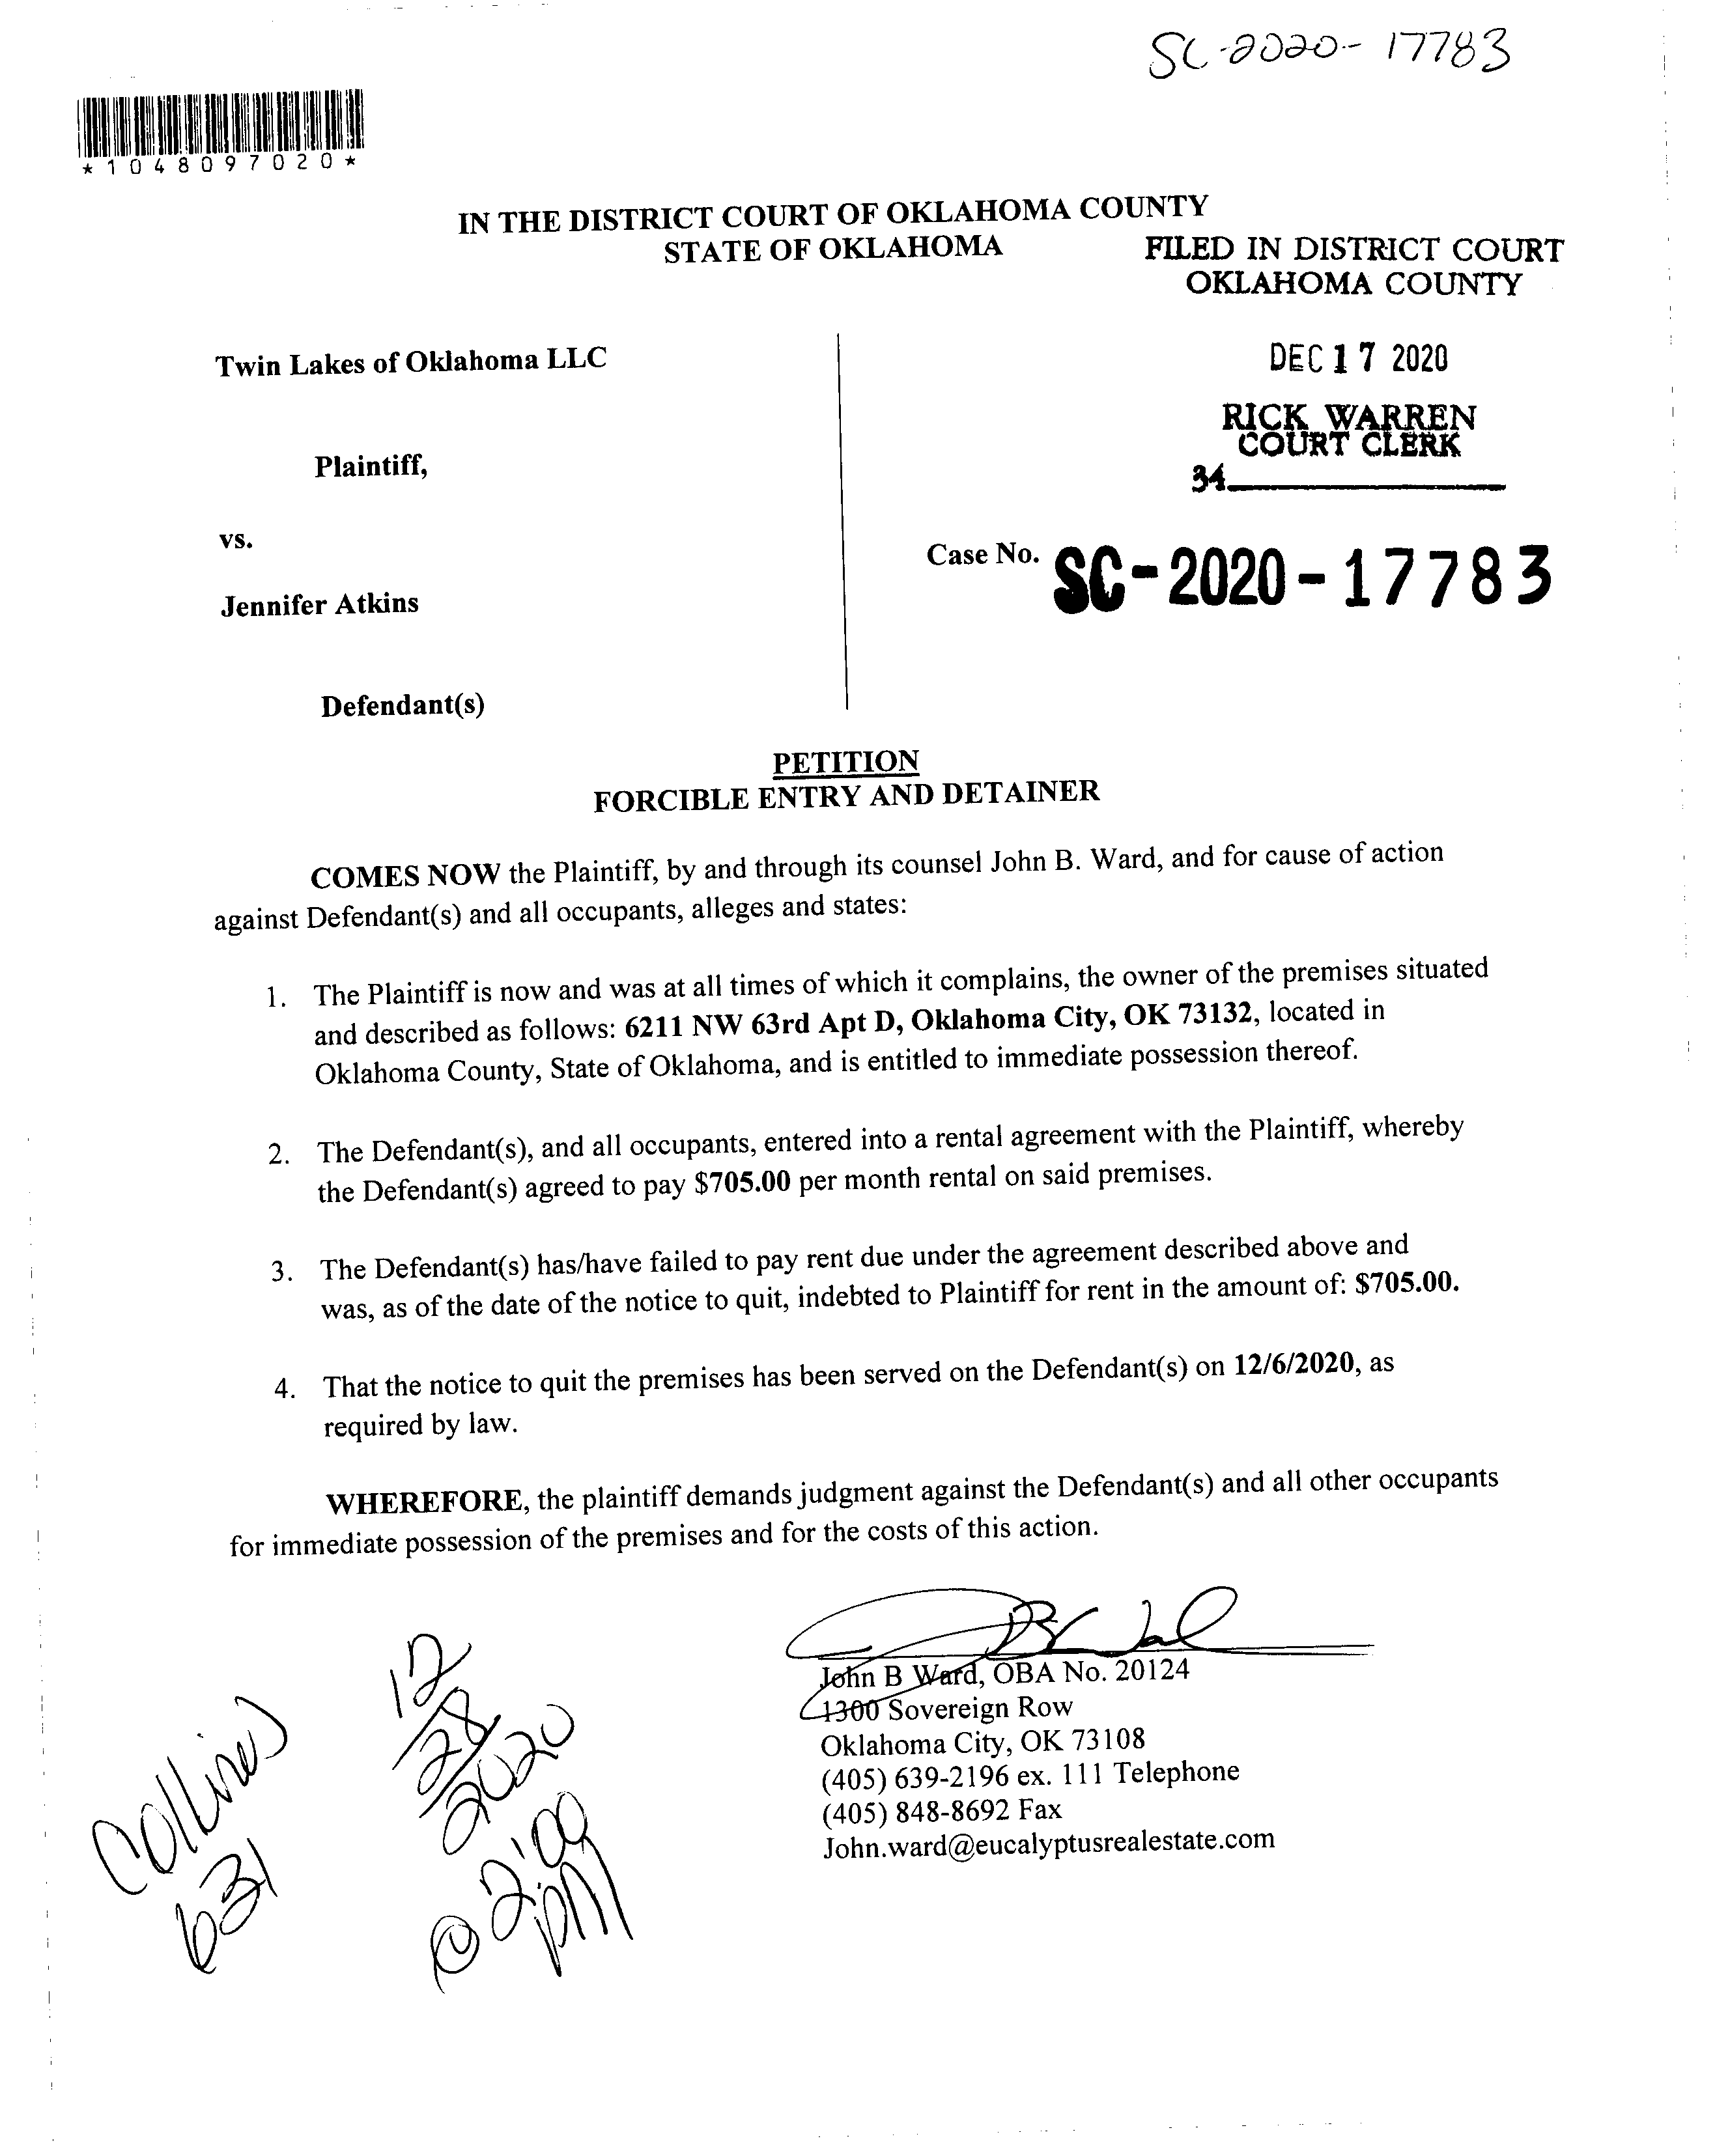 SC-2020-17783
*1048097020*
IN THE DISTRICT COURT OF OKLAHOMA COUNTY
STATE OF OKLAHOMA
FILED IN DISTRICT COURT
OKLAHOMA COUNTY
Twin Lakes of Oklahoma LLC
DEC 17 2020
RICK WARREN
COURT CLERK
Plaintiff,
34
vs.
Case No. SC-2020-17783
Jennifer Atkins
Defendant(s)
PETITION
FORCIBLE ENTRY AND DETAINER
COMES NOW the Plaintiff, by and through its counsel John B. Ward, and for cause of action
against Defendant(s) and all occupants, alleges and states:
1. The Plaintiff is now and was at all times of which it complains, the owner of the premises situated
and described as follows: 6211 NW 63rd Apt D, Oklahoma City, OK 73132, located in
Oklahoma County, State of Oklahoma, and is entitled to immediate possession thereof.
2. The Defendant(s), and all occupants, entered into a rental agreement with the Plaintiff, whereby
the Defendant(s) agreed to pay $705.00 per month rental on said premises.
3. The Defendant(s) has/have failed to pay rent due under the agreement described above and
was, as of the date of the notice to quit, indebted to Plaintiff for rent in the amount of: $705.00.
4. That the notice to quit the premises has been served on the Defendant(s) on 12/6/2020, as
required by law.
WHEREFORE, the plaintiff demands judgment against the Defendant(s) and all other occupants
for immediate possession of the premises and for the costs of this action.
John B Ward, OBA No. 20124
1300 Sovereign Row
Oklahoma City, OK 73108
(405) 639-2196 ex. 111 Telephone
(405) 848-8692 Fax
John.ward@eucalyptusrealestate.com
Collins
631
12/28/2020
@ 2:00
pm